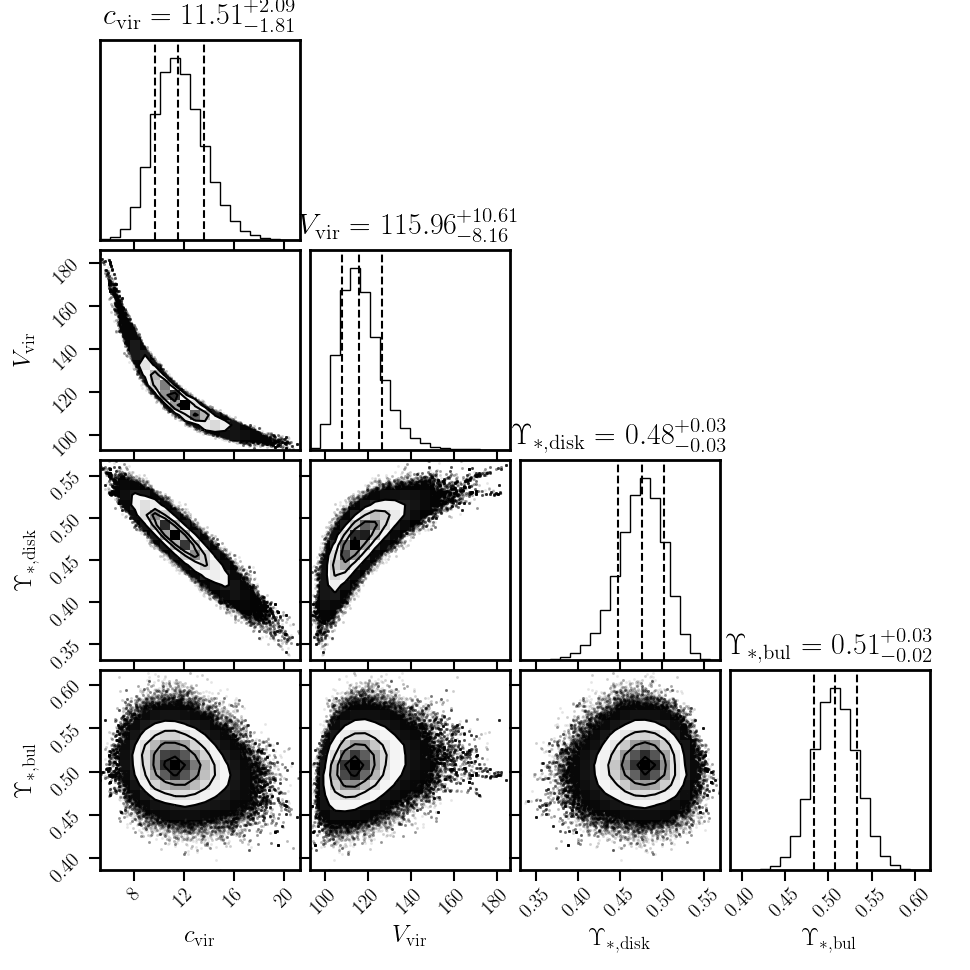 c_vir = 11.51^{+2.09}_{−1.81}
V_vir = 115.96^{+10.61}_{−8.16}
180
160
140
120
100
V_vir
Υ_{*,disk} = 0.48^{+0.03}_{−0.03}
0.55
0.50
0.45
0.40
0.35
Υ_{*,disk}
Υ_{*,bul} = 0.51^{+0.03}_{−0.02}
0.60
0.55
0.50
0.45
0.40
Υ_{*,bul}
8 12 16 20 100 120 140 160 180 0.35 0.40 0.45 0.50 0.55 0.40 0.45 0.50 0.55 0.60
c_vir V_vir Υ_{*,disk} Υ_{*,bul}